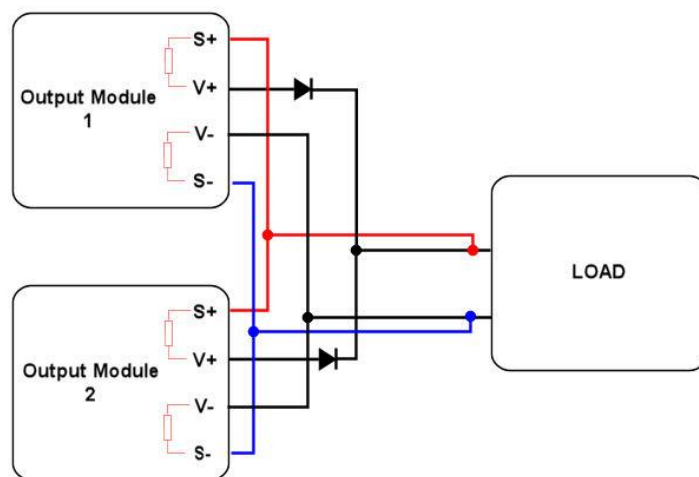 S+
V+
Output Module
1
V-
S-
LOAD
S+
V+
Output Module
2
V-
S-